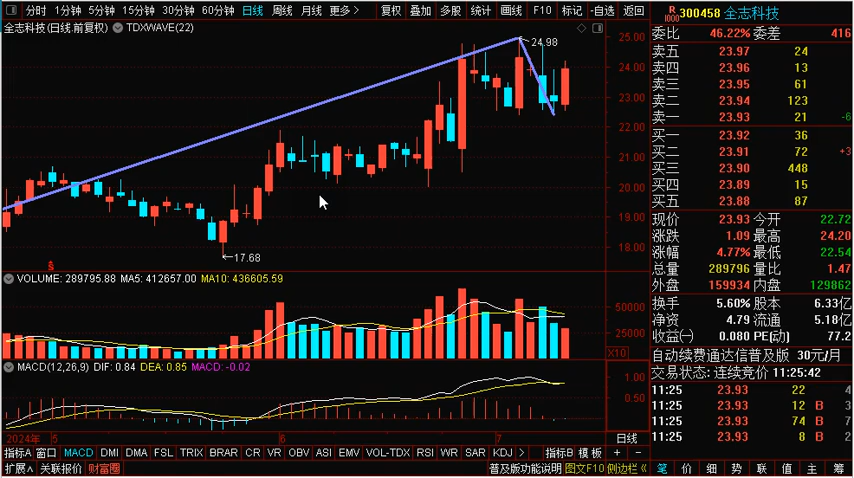 分时 1分钟 5分钟 15分钟 30分钟 60分钟 日线 周线 月线 更多> 复权 叠加 多股 统计 画线 F10 标记 -自选 返回
R 300458 全志科技
1000
全志科技(日线.前复权) TDXWAVE(22)
委比 46.22% 委差 416
卖五 23.97 24
卖四 23.96 13
卖三 23.95 61
卖二 23.94 123
卖一 23.93 21 -6
买一 23.92 36
买二 23.91 72 +3
买三 23.90 448
买四 23.89 15
买五 23.88 87
现价 23.93 今开 22.72
涨跌 1.09 最高 24.20
涨幅 4.77% 最低 22.54
总量 289796 量比 1.47
外盘 159934 内盘 129862
换手 5.60% 股本 6.33亿
净资 4.79 流通 5.18亿
收益(一) 0.080 PE(动) 77.2
自动续费通达信普及版 30元/月
交易状态: 连续竞价 11:25:42
11:25 23.93 22 4
11:25 23.93 12 B 3
11:25 23.93 74 B 7
11:25 23.93 8 B 2
笔 价 细 势 联 值 主 筹
24.98
17.68
25.00
24.00
23.00
22.00
21.00
20.00
19.00
18.00
VOLUME: 289795.88 MA5: 412657.00 MA10: 436605.59
50000
25000
X10
MACD(12,26,9) DIF: 0.84 DEA: 0.85 MACD: -0.02
1.00
0.50
0.00
2024年 5 6 7 日线
指标A 窗口 MACD DMI DMA FSL TRIX BRAR CR VR OBV ASI EMV VOL-TDX RSI WR SAR KDJ > 指标B 模板 + -
扩展∧ 关联报价 财富圈 普及版功能说明 图文F10 侧边栏《